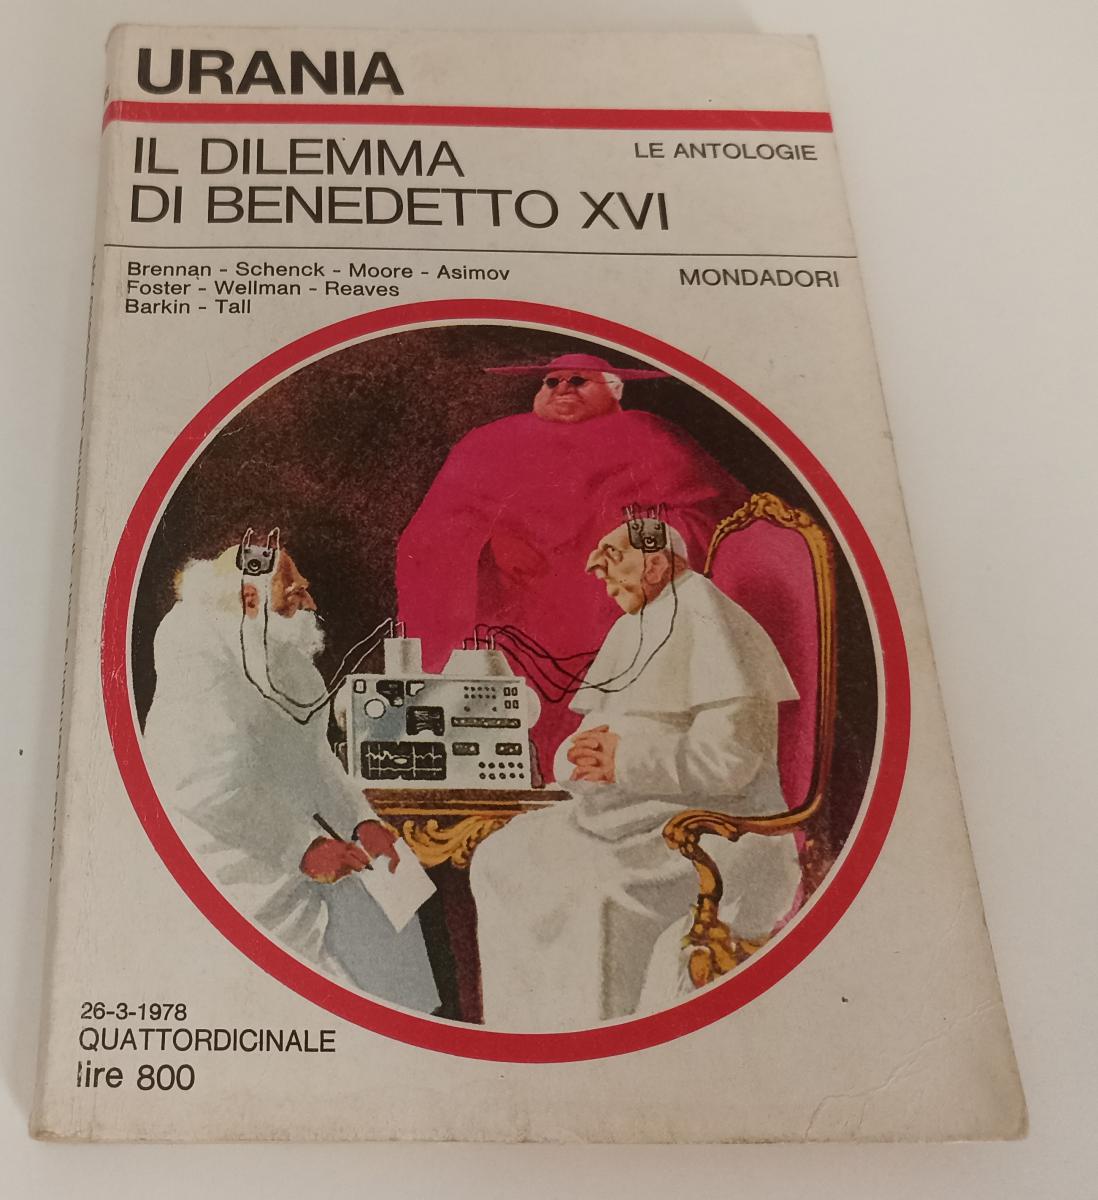 URANIA
IL DILEMMA
DI BENEDETTO XVI
LE ANTOLOGIE
Brennan - Schenck - Moore - Asimov
Foster - Wellman - Reaves
Barkin - Tall
MONDADORI
26-3-1978
QUATTORDICINALE
lire 800